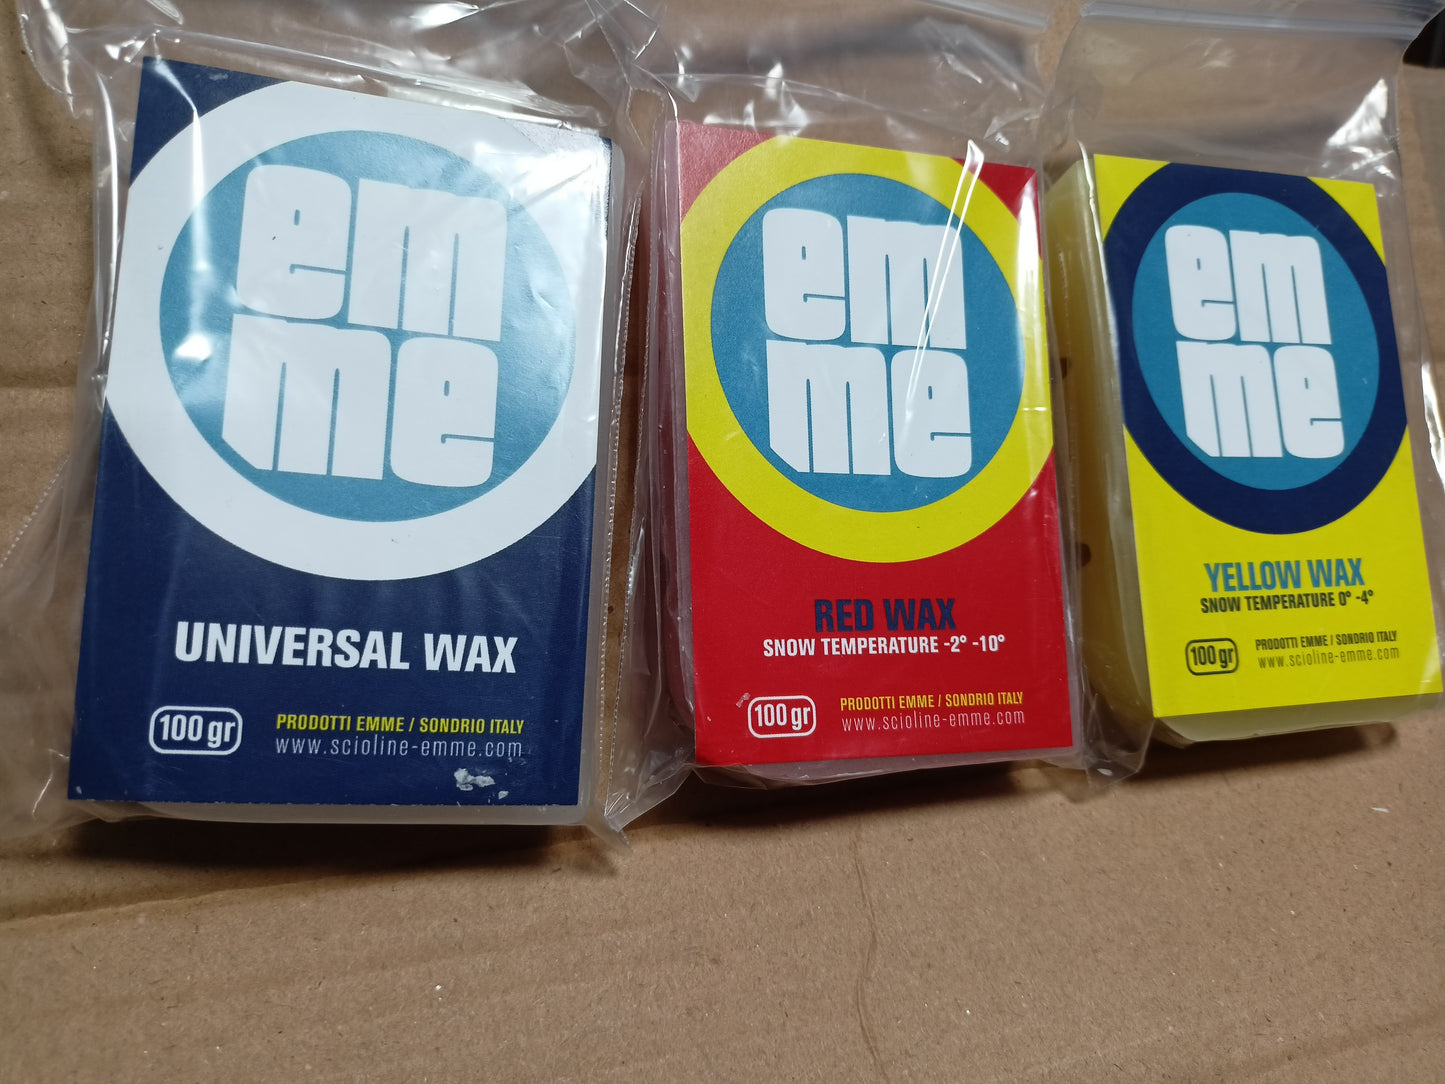 em
me
UNIVERSAL WAX
100 gr
PRODOTTI EMME / SONDRIO ITALY
www.scioline-emme.com
em
me
RED WAX
SNOW TEMPERATURE -2° -10°
100 gr
PRODOTTI EMME / SONDRIO ITALY
www.scioline-emme.com
em
me
YELLOW WAX
SNOW TEMPERATURE 0° -4°
100 gr
PRODOTTI EMME / SONDRIO ITALY
www.scioline-emme.com